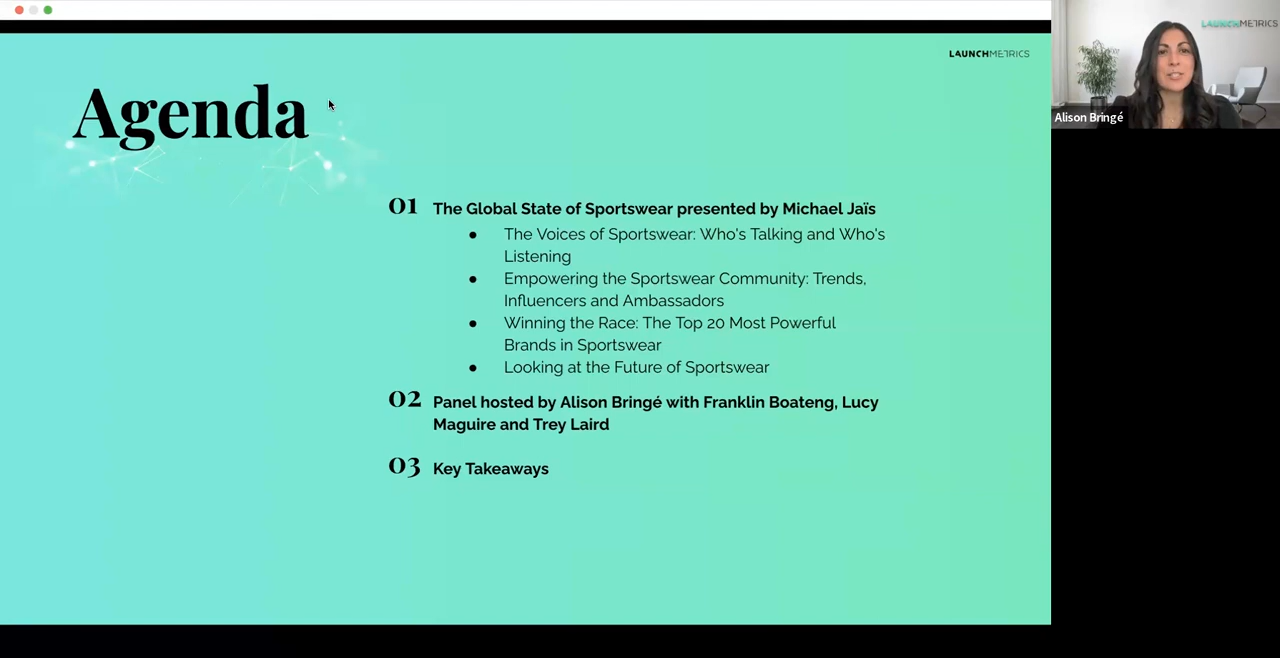 LAUNCHMETRICS
LAUNCHMETRICS
Agenda
Alison Bringé
01 The Global State of Sportswear presented by Michael Jaïs
● The Voices of Sportswear: Who's Talking and Who's
Listening
● Empowering the Sportswear Community: Trends,
Influencers and Ambassadors
● Winning the Race: The Top 20 Most Powerful
Brands in Sportswear
● Looking at the Future of Sportswear
02 Panel hosted by Alison Bringé with Franklin Boateng, Lucy
Maguire and Trey Laird
03 Key Takeaways